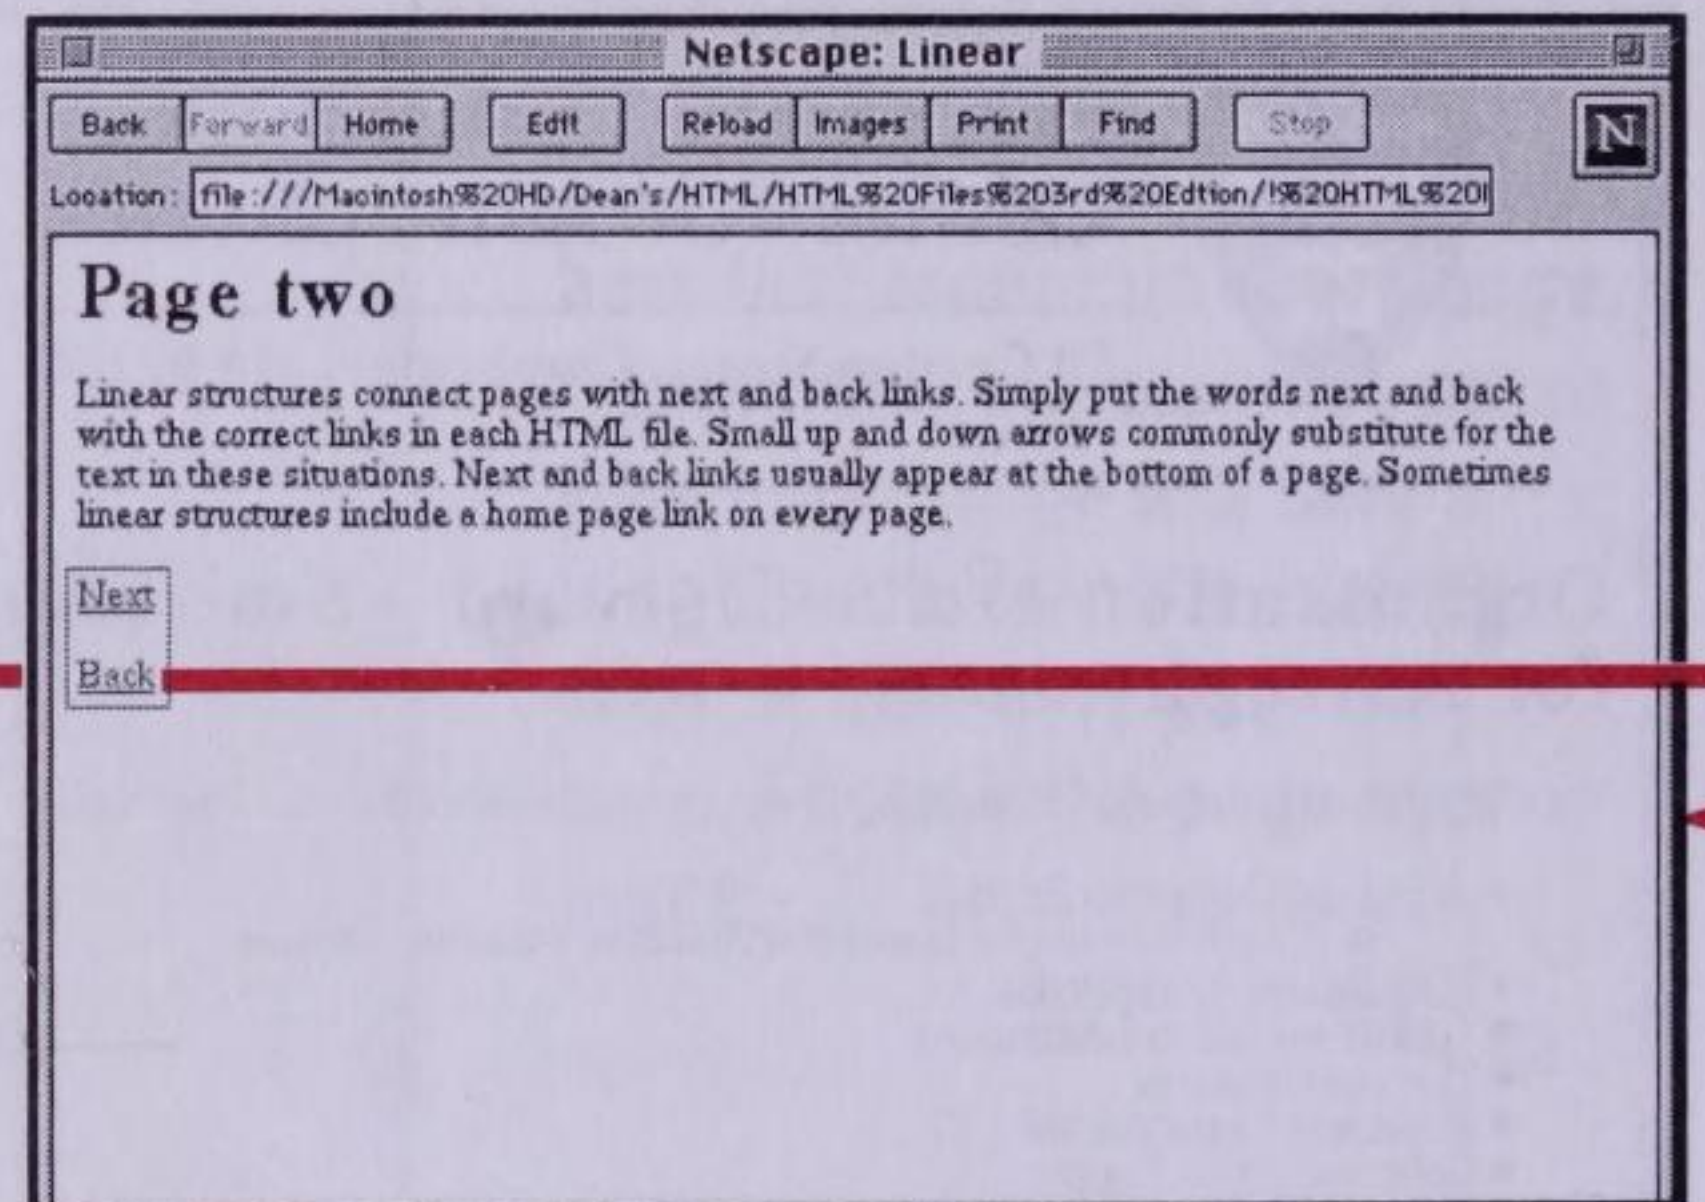 Netscape: Linear
Back Forward Home Edit Reload Images Print Find Stop N
Location: file:///Macintosh%20HD/Dean's/HTML/HTML%20Files%203rd%20Edtion/!%20HTML%20
Page two
Linear structures connect pages with next and back links. Simply put the words next and back
with the correct links in each HTML file. Small up and down arrows commonly substitute for the
text in these situations. Next and back links usually appear at the bottom of a page. Sometimes
linear structures include a home page link on every page.
Next
Back